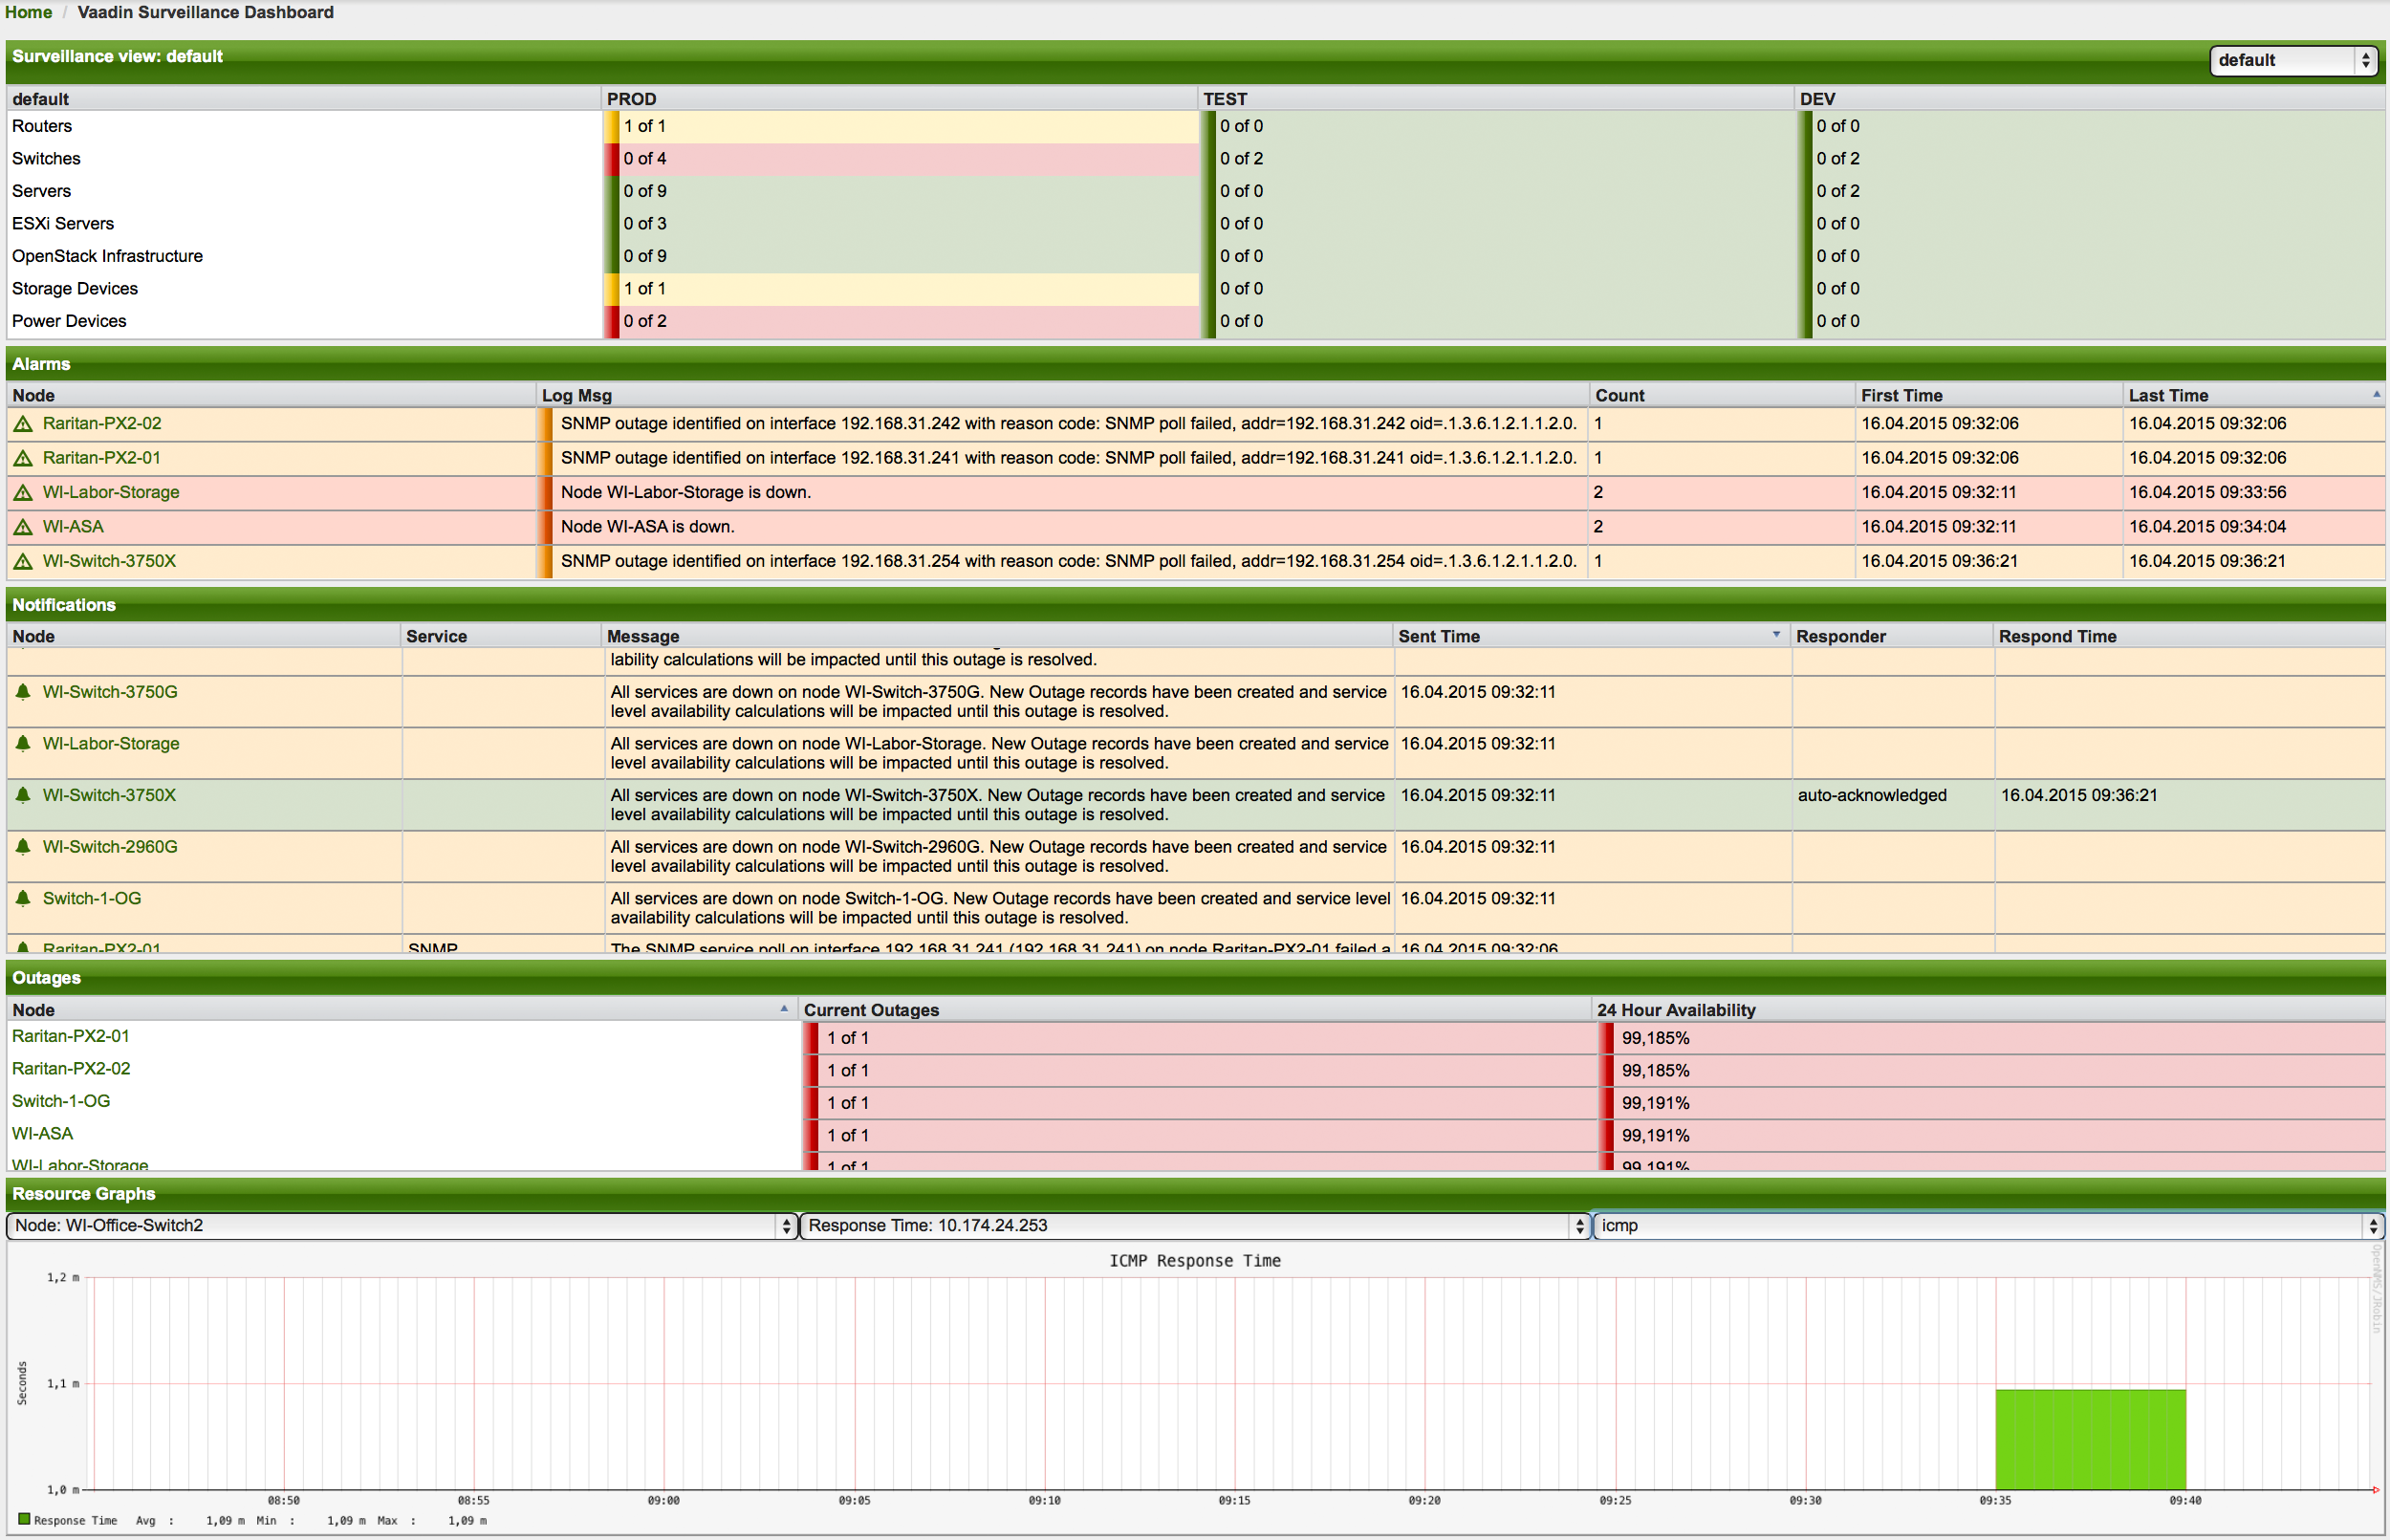 Home / Vaadin Surveillance Dashboard
Surveillance view: default
default
default PROD TEST DEV
Routers 1 of 1 0 of 0 0 of 0
Switches 0 of 4 0 of 2 0 of 2
Servers 0 of 9 0 of 0 0 of 2
ESXi Servers 0 of 3 0 of 0 0 of 0
OpenStack Infrastructure 0 of 9 0 of 0 0 of 0
Storage Devices 1 of 1 0 of 0 0 of 0
Power Devices 0 of 2 0 of 0 0 of 0
Alarms
Node Log Msg Count First Time Last Time
Raritan-PX2-02 SNMP outage identified on interface 192.168.31.242 with reason code: SNMP poll failed, addr=192.168.31.242 oid=.1.3.6.1.2.1.1.2.0. 1 16.04.2015 09:32:06 16.04.2015 09:32:06
Raritan-PX2-01 SNMP outage identified on interface 192.168.31.241 with reason code: SNMP poll failed, addr=192.168.31.241 oid=.1.3.6.1.2.1.1.2.0. 1 16.04.2015 09:32:06 16.04.2015 09:32:06
WI-Labor-Storage Node WI-Labor-Storage is down. 2 16.04.2015 09:32:11 16.04.2015 09:33:56
WI-ASA Node WI-ASA is down. 2 16.04.2015 09:32:11 16.04.2015 09:34:04
WI-Switch-3750X SNMP outage identified on interface 192.168.31.254 with reason code: SNMP poll failed, addr=192.168.31.254 oid=.1.3.6.1.2.1.1.2.0. 1 16.04.2015 09:36:21 16.04.2015 09:36:21
Notifications
Node Service Message Sent Time Responder Respond Time
lability calculations will be impacted until this outage is resolved.
WI-Switch-3750G All services are down on node WI-Switch-3750G. New Outage records have been created and service 16.04.2015 09:32:11
level availability calculations will be impacted until this outage is resolved.
WI-Labor-Storage All services are down on node WI-Labor-Storage. New Outage records have been created and service 16.04.2015 09:32:11
level availability calculations will be impacted until this outage is resolved.
WI-Switch-3750X All services are down on node WI-Switch-3750X. New Outage records have been created and service 16.04.2015 09:32:11 auto-acknowledged 16.04.2015 09:36:21
level availability calculations will be impacted until this outage is resolved.
WI-Switch-2960G All services are down on node WI-Switch-2960G. New Outage records have been created and service 16.04.2015 09:32:11
level availability calculations will be impacted until this outage is resolved.
Switch-1-OG All services are down on node Switch-1-OG. New Outage records have been created and service level 16.04.2015 09:32:11
availability calculations will be impacted until this outage is resolved.
Raritan-PX2-01 SNMP The SNMP service poll on interface 192.168.31.241 (192.168.31.241) on node Raritan-PX2-01 failed a 16.04.2015 09:32:06
Outages
Node Current Outages 24 Hour Availability
Raritan-PX2-01 1 of 1 99,185%
Raritan-PX2-02 1 of 1 99,185%
Switch-1-OG 1 of 1 99,191%
WI-ASA 1 of 1 99,191%
WI-Labor-Storage 1 of 1 99,191%
Resource Graphs
Node: WI-Office-Switch2 Response Time: 10.174.24.253 icmp
ICMP Response Time
OpenNMS/JRobin
Seconds
1,2 m
1,1 m
1,0 m
08:50 08:55 09:00 09:05 09:10 09:15 09:20 09:25 09:30 09:35 09:40
Response Time Avg : 1,09 m Min : 1,09 m Max : 1,09 m